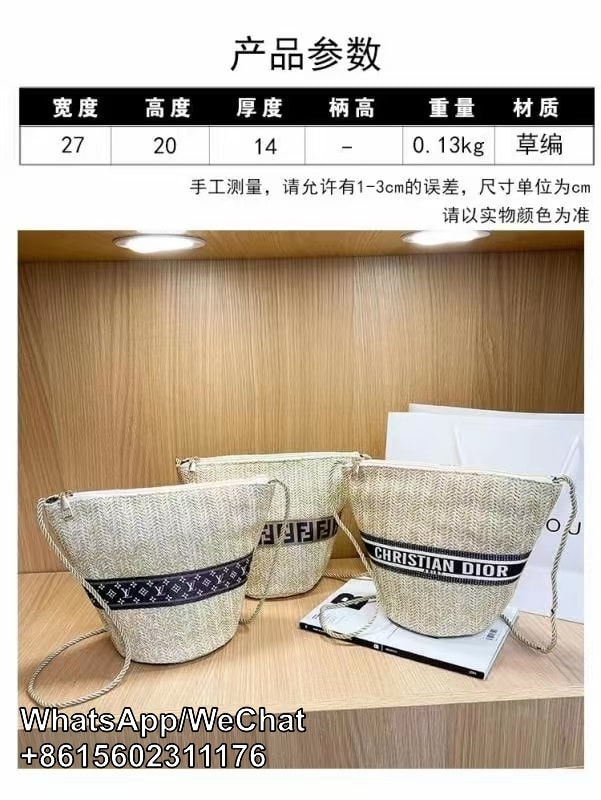 产品参数
宽度 高度 厚度 柄高 重量 材质
27 20 14 – 0.13kg 草编
手工测量，请允许有1-3cm的误差，尺寸单位为cm
请以实物颜色为准
CHRISTIAN DIOR
WhatsApp/WeChat
+8615602311176